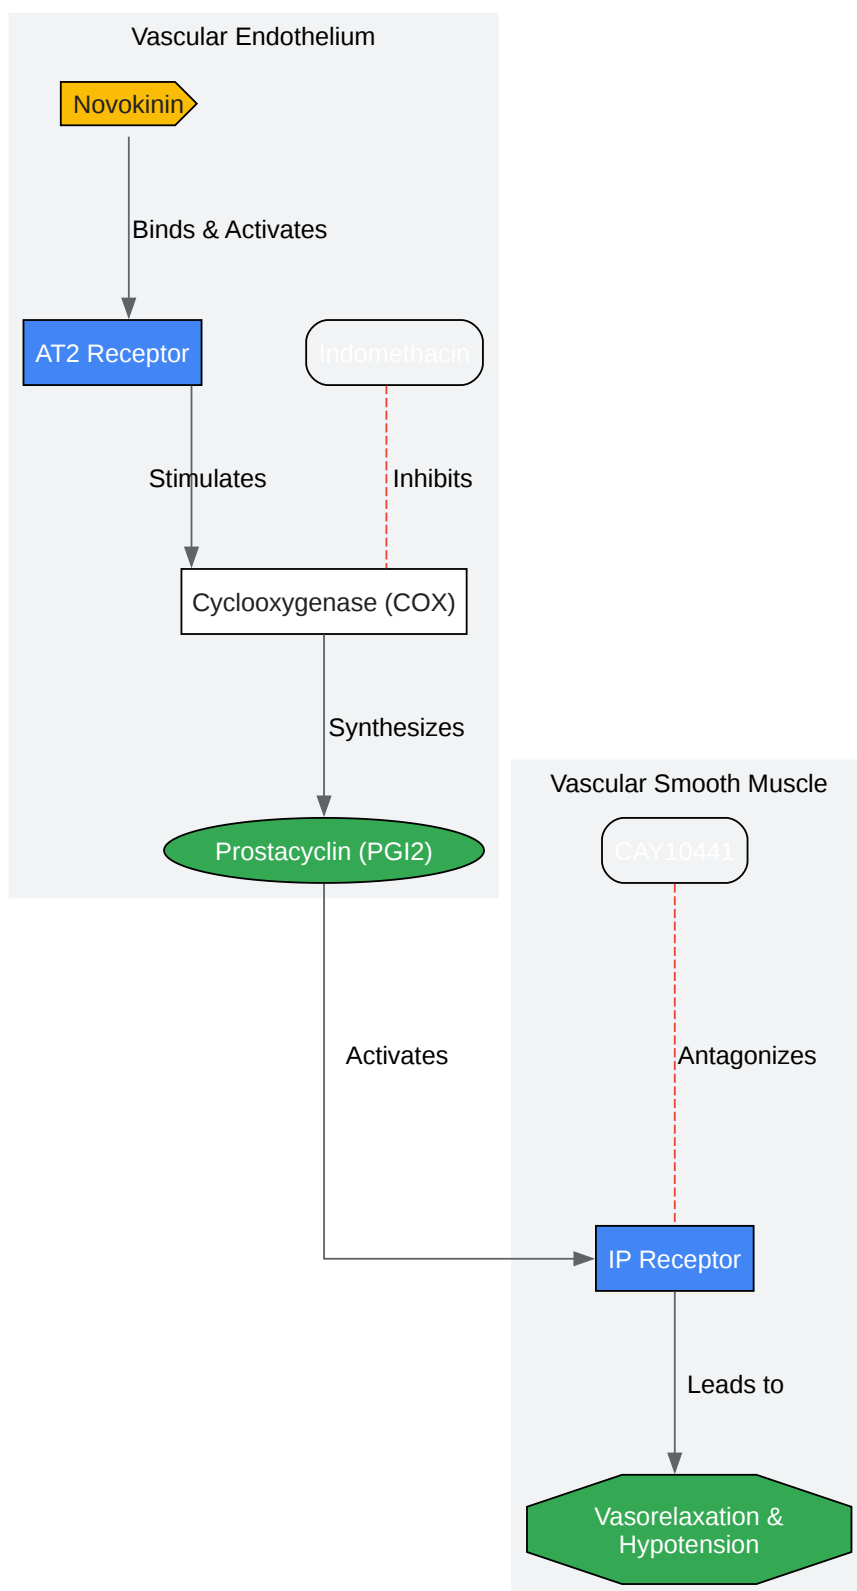 Vascular Endothelium
Novokinin
Binds & Activates
AT2 Receptor
Indomethacin
Stimulates
Inhibits
Cyclooxygenase (COX)
Synthesizes
Vascular Smooth Muscle
Prostacyclin (PGI2)
CAY10441
Activates
Antagonizes
IP Receptor
Leads to
Vasorelaxation &
Hypotension